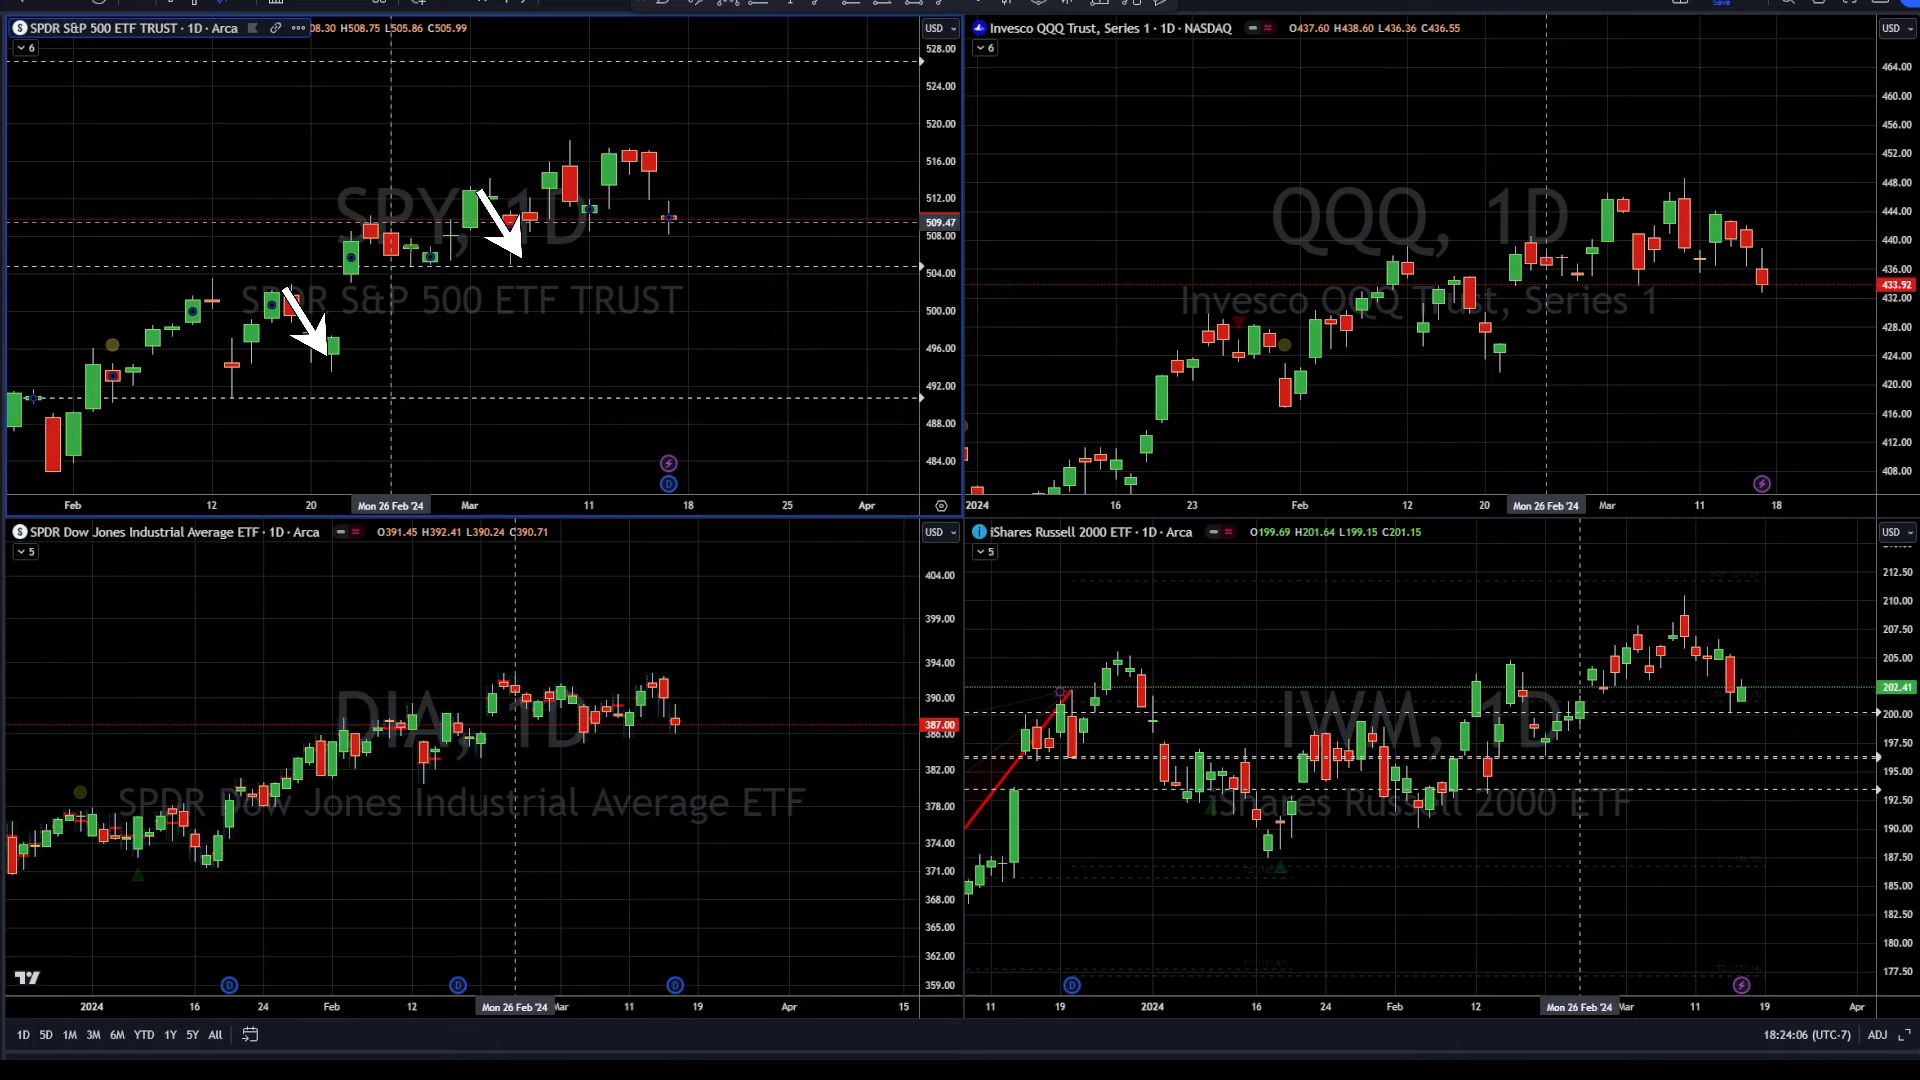 SPDR S&P 500 ETF TRUST · 1D · Arca
08.30 H508.75 L505.86 C505.99
USD
6
528.00
524.00
520.00
516.00
512.00
509.47
508.00
504.00
500.00
496.00
492.00
488.00
484.00
SPY, 1D
SPDR S&P 500 ETF TRUST
D
Feb 12 20 Mon 26 Feb '24 Mar 11 18 25 Apr
Save
Invesco QQQ Trust, Series 1 · 1D · NASDAQ
O437.60 H438.60 L436.36 C436.55
USD
6
464.00
460.00
456.00
452.00
448.00
444.00
440.00
436.00
433.92
432.00
428.00
424.00
420.00
416.00
412.00
408.00
QQQ, 1D
Invesco QQQ Trust, Series 1
2024 16 23 Feb 12 20 Mon 26 Feb '24 Mar 11 18
SPDR Dow Jones Industrial Average ETF · 1D · Arca
O391.45 H392.41 L390.24 C390.71
USD
5
404.00
399.00
394.00
390.00
387.00
386.00
382.00
378.00
374.00
371.00
368.00
365.00
362.00
359.00
DIA, 1D
SPDR Dow Jones Industrial Average ETF
D D D
2024 16 24 Feb 12 Mon 26 Feb '24 Mar 11 19 Apr 15
iShares Russell 2000 ETF · 1D · Arca
O199.69 H201.64 L199.15 C201.15
USD
5
212.50
210.00
207.50
205.00
202.41
200.00
197.50
195.00
192.50
190.00
187.50
185.00
182.50
180.00
177.50
IWM, 1D
iShares Russell 2000 ETF
D
11 19 2024 16 24 Feb 12 Mon 26 Feb '24 Mar 11 19 Apr
1D 5D 1M 3M 6M YTD 1Y 5Y All
18:24:06 (UTC-7) ADJ